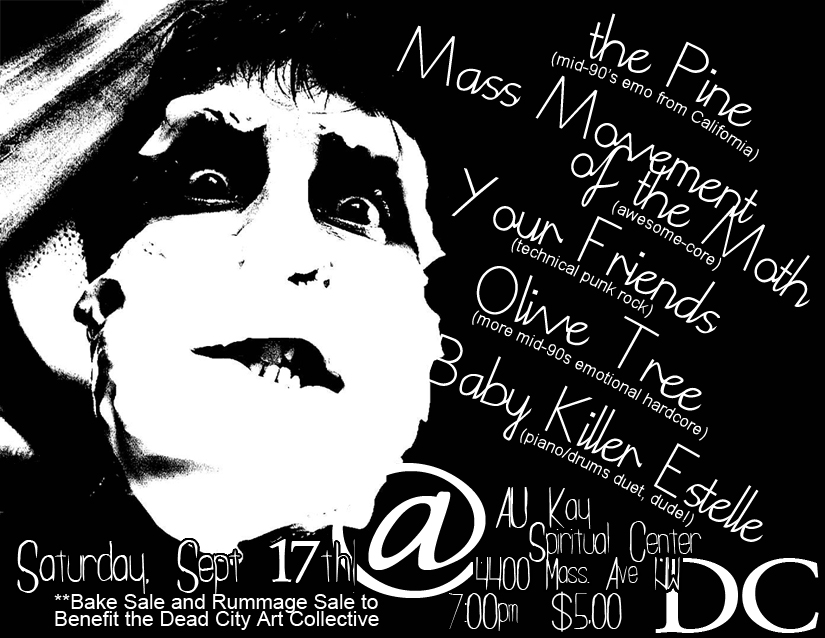 the Pine
(mid-90's emo from California)
Mass Movement
of the Moth
(awesome-core)
Your Friends
(technical punk rock)
Olive Tree
(more mid-90s emotional hardcore)
Baby Killer Estelle
(piano/drums duet, dude!)
Saturday, Sept 17th
@
AU Kay
Spiritual Center
4400 Mass. Ave NW
DC
7:00pm $5.00
**Bake Sale and Rummage Sale to
Benefit the Dead City Art Collective